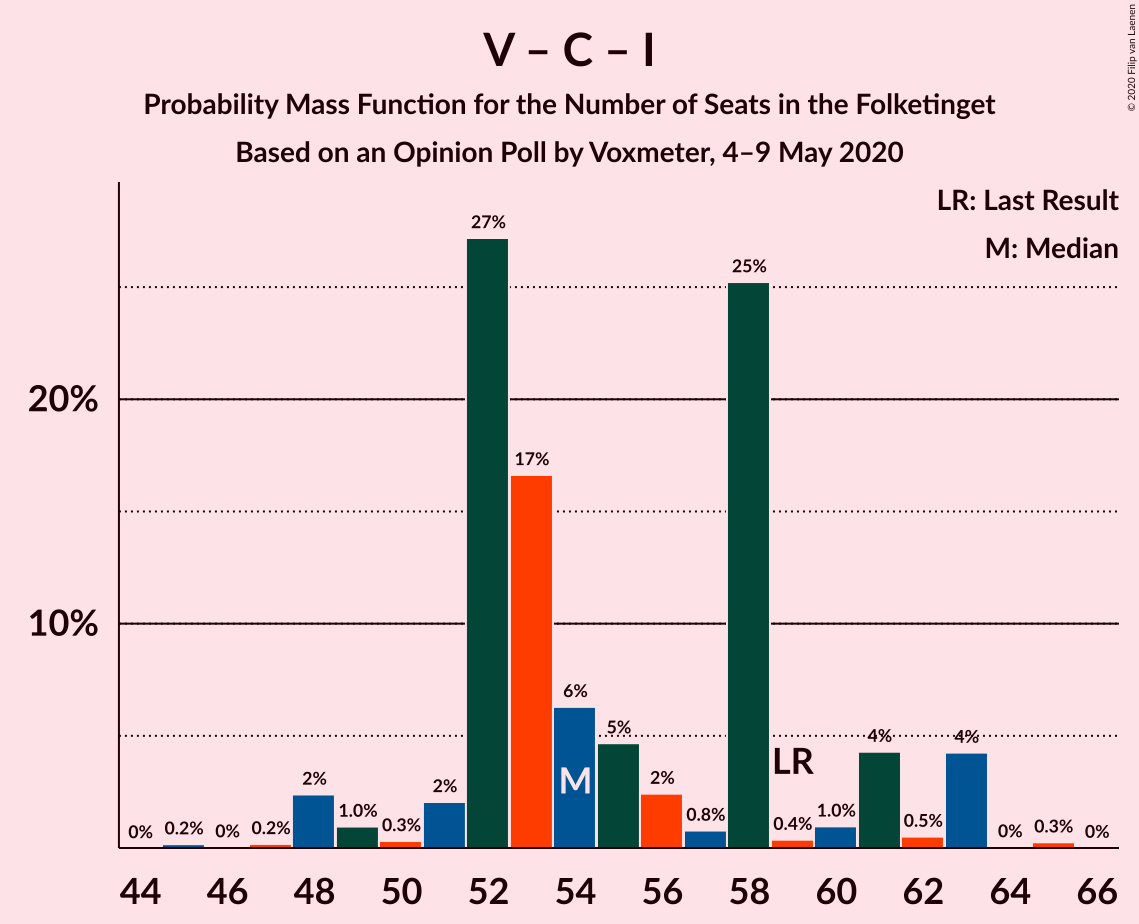 V – C – I
Probability Mass Function for the Number of Seats in the Folketinget
Based on an Opinion Poll by Voxmeter, 4–9 May 2020
© 2020 Filip van Laenen
LR: Last Result
M: Median
20%
10%
0%
0.2%
0%
0.2%
2%
1.0%
0.3%
2%
27%
17%
6%
5%
2%
0.8%
25%
0.4%
1.0%
4%
0.5%
4%
0%
0.3%
0%
M
LR
44 46 48 50 52 54 56 58 60 62 64 66